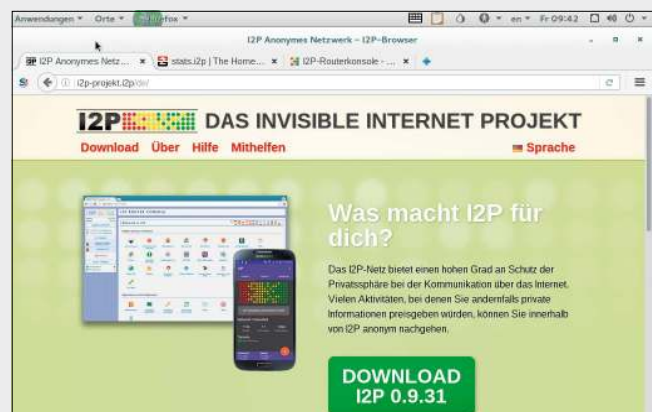 Anwendungen Orte Firefox en Fr 09:42
I2P Anonymes Netzwerk – I2P-Browser
I2P Anonymes Netz... stats.i2p | The Home... I2P-Routerkonsole - ...
i2p-projekt.i2p/de/
I2P DAS INVISIBLE INTERNET PROJEKT
Download Über Hilfe Mithelfen Sprache
Was macht I2P für
dich?
Das I2P-Netz bietet einen hohen Grad an Schutz der
Privatssphäre bei der Kommunikation über das Internet.
Vielen Aktivitäten, bei denen Sie andernfalls private
Informationen preisgeben würden, können Sie innerhalb
von I2P anonym nachgehen.
DOWNLOAD
I2P 0.9.31